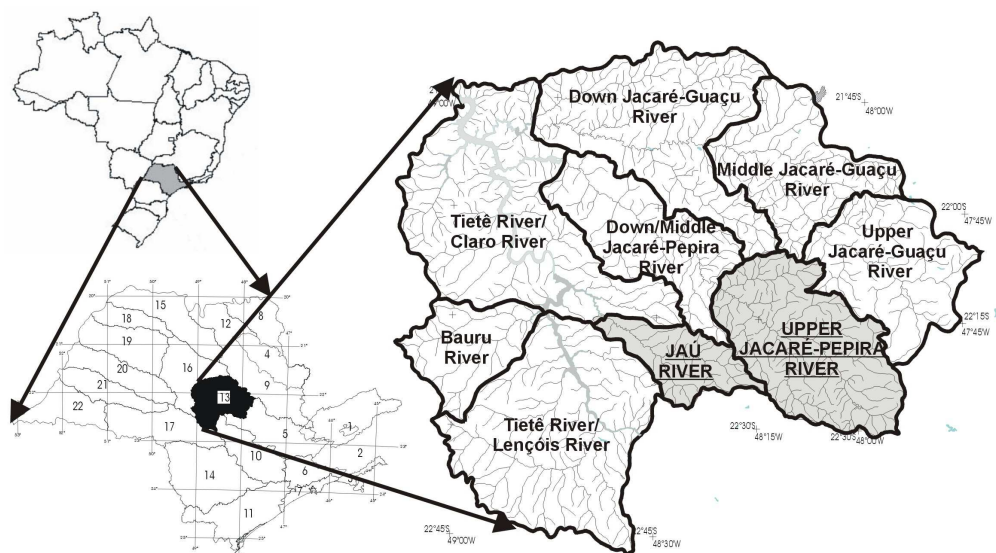 Down Jacaré-Guaçu
River
21°45'S
48°00'W
Middle Jacaré-Guaçu
River
22°00'S
47°45'W
Tietê River/
Claro River
Down/Middle
Jacaré-Pepira
River
Upper
Jacaré-Guaçu
River
22°15'S
47°45'W
Bauru
River
JAÚ
RIVER
UPPER
JACARÉ-PEPIRA
RIVER
Tietê River/
Lençóis River
22°30'S
48°15'W
22°30'S
48°00'W
22°45'S
49°00'W
22°45'S
48°30'W
15
18
12
8
19
4
20
16
21
9
13
22
17
5
1
10
2
14
6
3
7
11